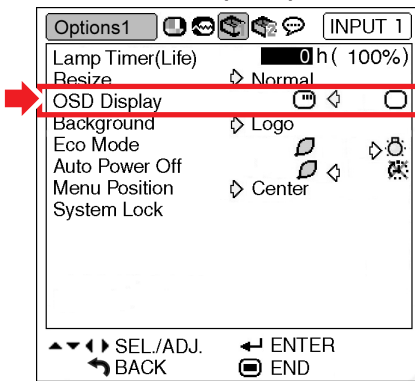 Options1 INPUT 1
Lamp Timer(Life) 0 h ( 100%)
Resize Normal
OSD Display
Background Logo
Eco Mode
Auto Power Off
Menu Position Center
System Lock
SEL./ADJ. ENTER
BACK END